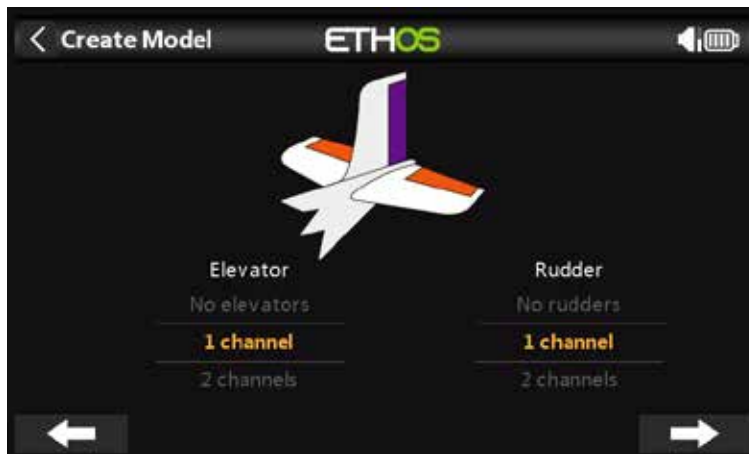 Create Model
ETHOS
Elevator
Rudder
No elevators
No rudders
1 channel
1 channel
2 channels
2 channels